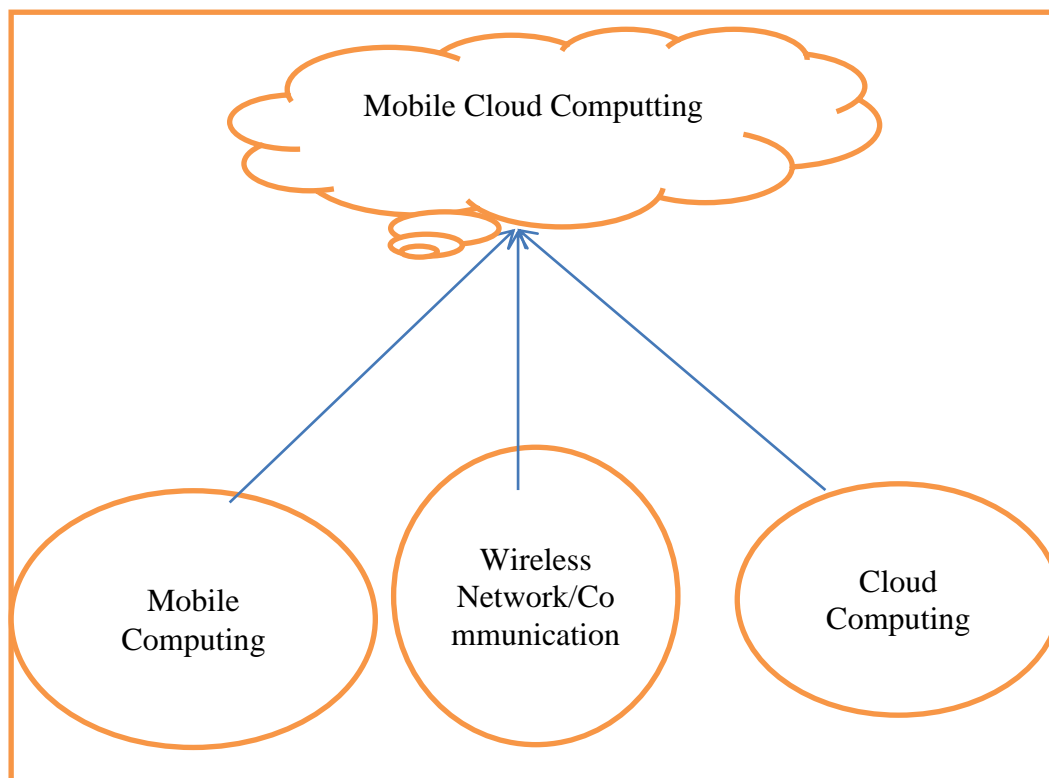 Mobile Cloud Computting
Mobile
Computing
Wireless
Network/Co
mmunication
Cloud
Computing